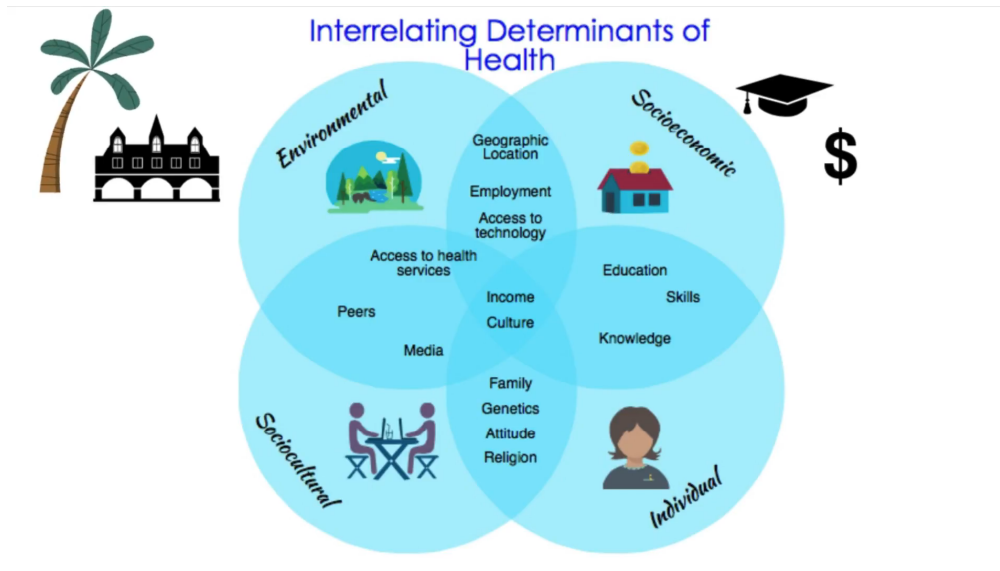 Interrelating Determinants of
Health
Environmental
Socioeconomic
$
Geographic
Location
Employment
Access to
technology
Access to health
services
Peers
Media
Income
Culture
Education
Skills
Knowledge
Family
Genetics
Attitude
Religion
Sociocultural
Individual